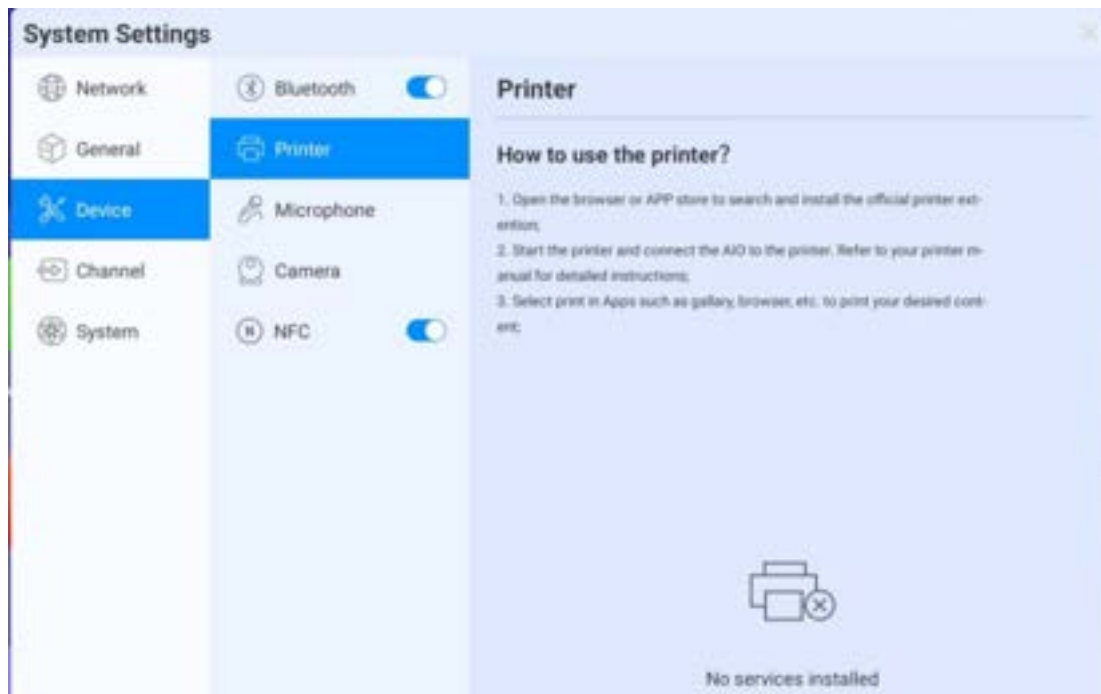 System Settings
Network
General
Device
Channel
System
Bluetooth
Printer
Microphone
Camera
NFC
Printer
How to use the printer?
1. Open the browser or APP store to search and install the official printer ext-
ention;
2. Start the printer and connect the AIO to the printer. Refer to your printer m-
anual for detailed instructions;
3. Select print in Apps such as gallary, browser, etc. to print your desired cont-
ent;
No services installed